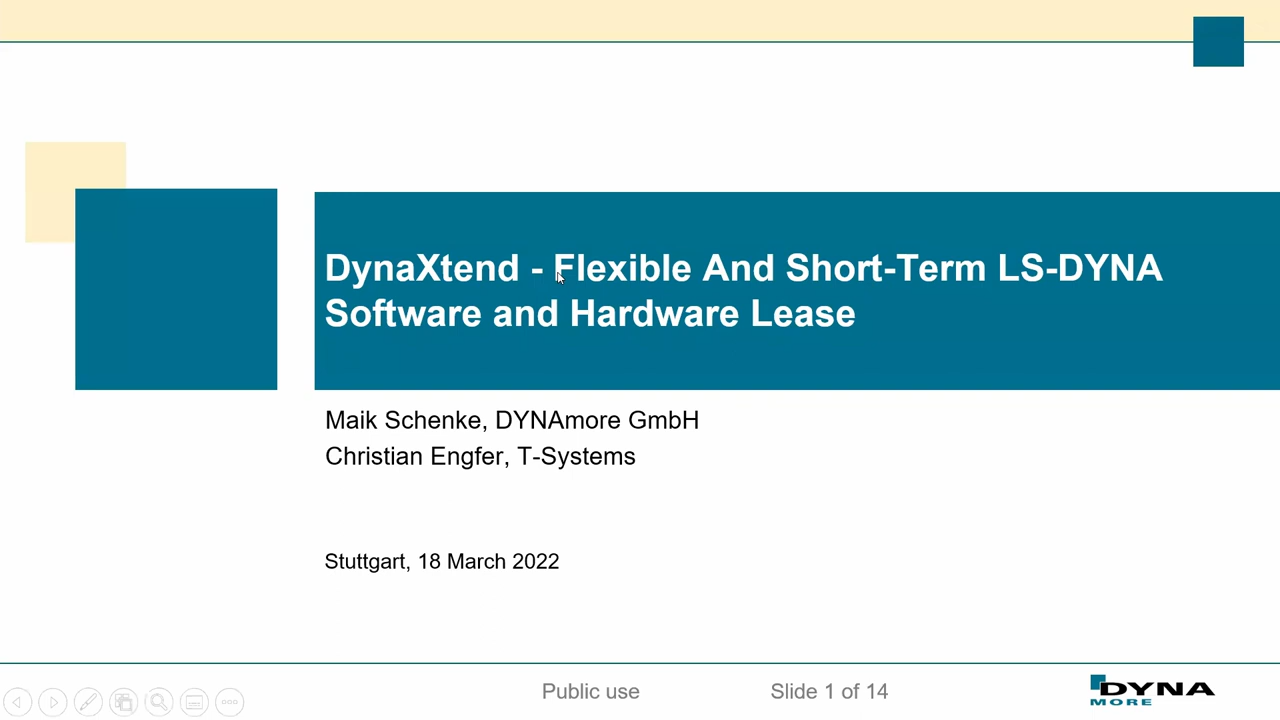 DynaXtend - Flexible And Short-Term LS-DYNA
Software and Hardware Lease
Maik Schenke, DYNAmore GmbH
Christian Engfer, T-Systems
Stuttgart, 18 March 2022
Public use
Slide 1 of 14
DYNA
MORE